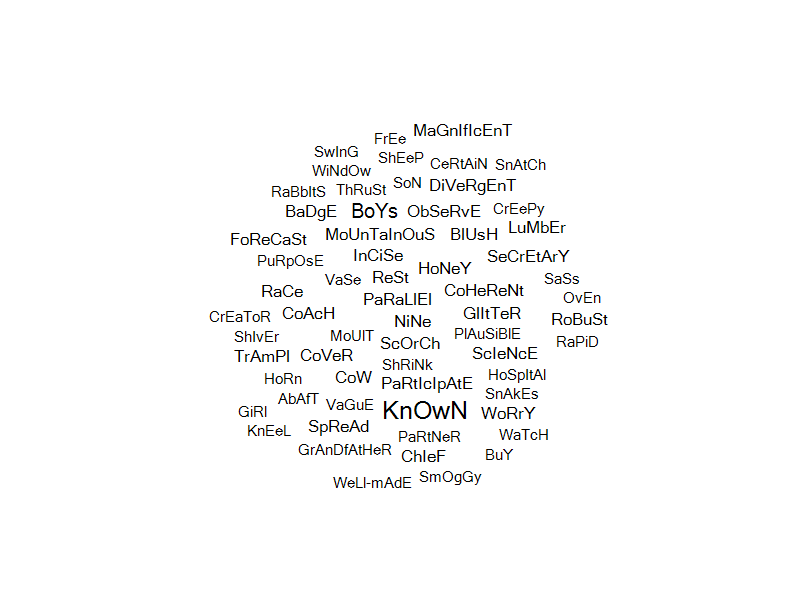 MaGnIfIcEnT
FrEe
SwInG
ShEeP
CeRtAiN
SnAtCh
WiNdOw
RaBbItS
ThRuSt
SoN
DiVeRgEnT
BaDgE
BoYs
ObSeRvE
CrEePy
FoReCaSt
MoUnTaInOuS
BlUsH
LuMbEr
PuRpOsE
InCiSe
HoNeY
SeCrEtArY
RaCe
VaSe
ReSt
CoHeReNt
SaSs
OvEn
PaRaLlEl
CrEaToR
CoAcH
NiNe
GlItTeR
RoBuSt
ShIvEr
MoUlT
ScOrCh
PlAuSiBlE
RaPiD
TrAmPl
CoVeR
ShRiNk
ScIeNcE
HoRn
CoW
PaRtIcIpAtE
HoSpItAl
AbAfT
VaGuE
KnOwN
SnAkEs
GiRl
WoRrY
KnEeL
SpReAd
PaRtNeR
WaTcH
GrAnDfAtHeR
ChIeF
BuY
WeLl-mAdE
SmOgGy